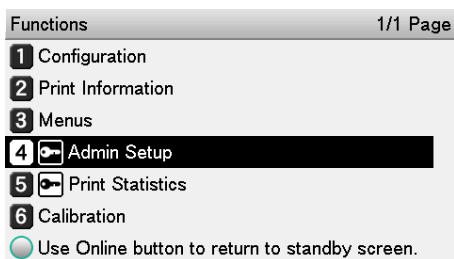 Functions 1/1 Page
1 Configuration
2 Print Information
3 Menus
4 Admin Setup
5 Print Statistics
6 Calibration
Use Online button to return to standby screen.